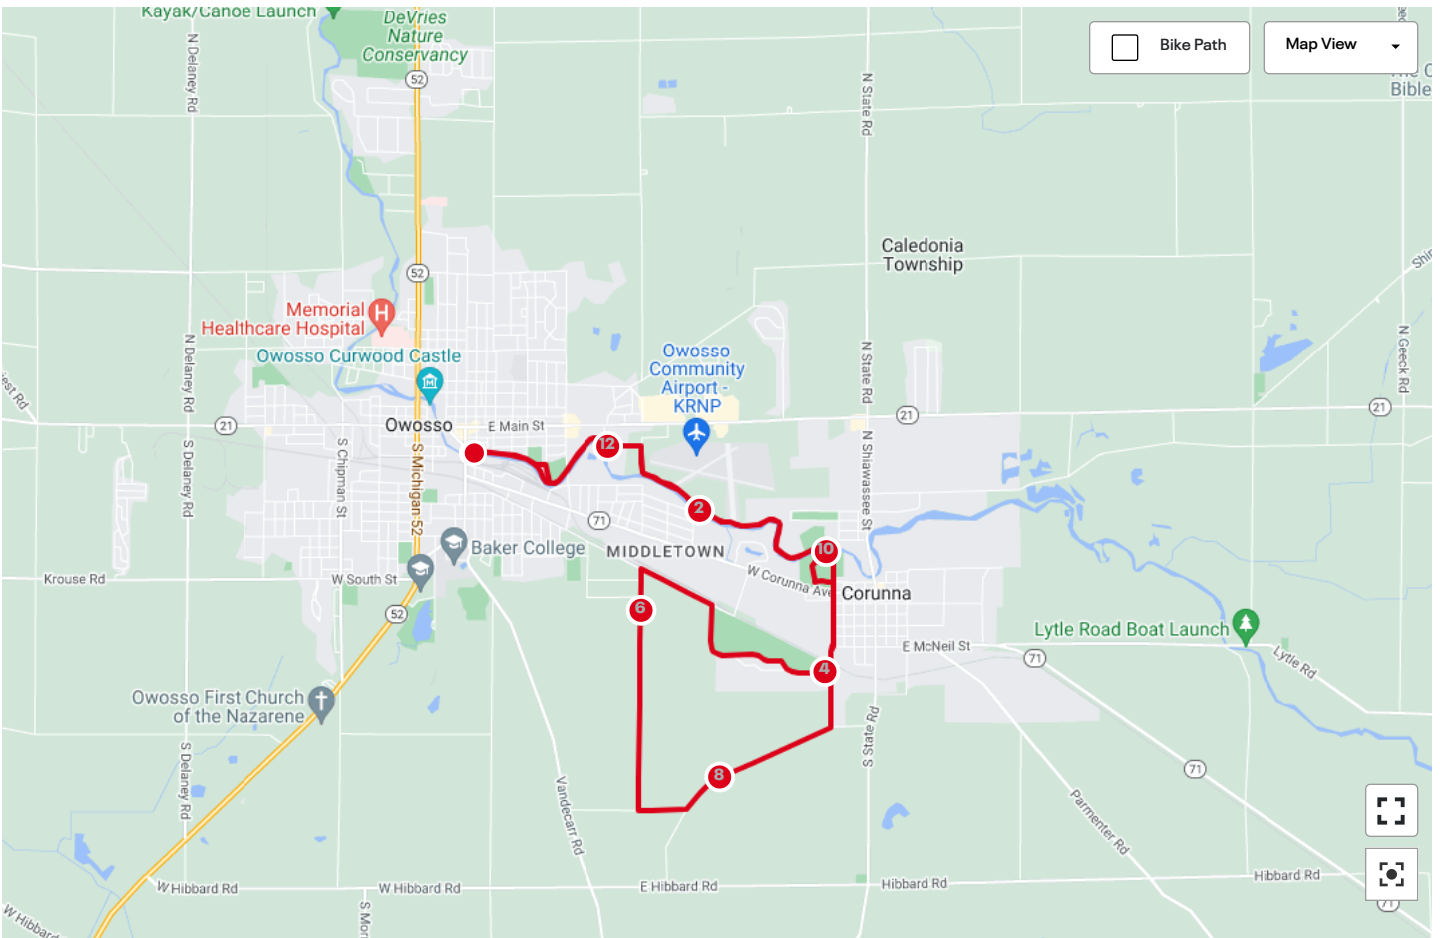 Kayak/Canoe Launch
DeVries
Nature
Conservancy
Bike Path
Map View
N Delaney Rd
52
N State Rd
Bible
Caledonia
Township
52
Memorial
Healthcare Hospital
H
Owosso Curwood Castle
N Delaney Rd
Owosso
Community
Airport -
KRNP
N State Rd
N Geeck Rd
21
Owosso
E Main St
21
21
12
S Delaney Rd
S Chipman St
S Michigan 52
N Shiawassee St
2
71
Baker College
MIDDLETOWN
10
Krouse Rd
W South St
W Corunna Ave
Corunna
52
6
Lytle Road Boat Launch
E McNeil St
71
Lytle Rd
4
Owosso First Church
of the Nazarene
S Delaney Rd
S State Rd
8
71
Vandecarr Rd
Parmenter Rd
W Hibbard Rd
W Hibbard Rd
E Hibbard Rd
Hibbard Rd
Hibbard Rd
71
W Hibbard
S Mor